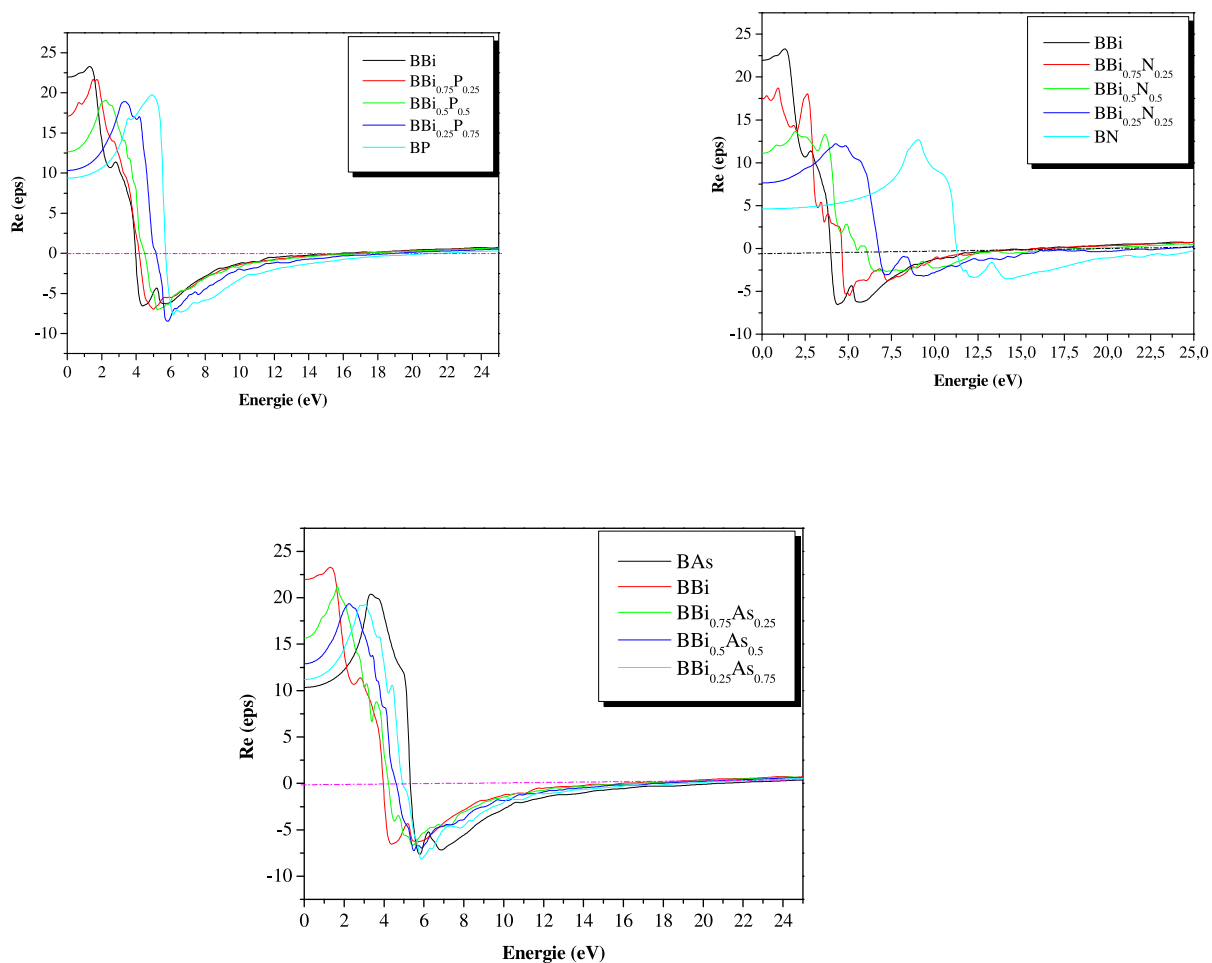 25
20
15
10
5
0
-5
-10
Re (eps)
0 2 4 6 8 10 12 14 16 18 20 22 24
Energie (eV)
BBi
BBi0.75P0.25
BBi0.5P0.5
BBi0.25P0.75
BP
25
20
15
10
5
0
-5
-10
Re (eps)
0,0 2,5 5,0 7,5 10,0 12,5 15,0 17,5 20,0 22,5 25,0
Energie (eV)
BBi
BBi0.75N0.25
BBi0.5N0.5
BBi0.25N0.25
BN
25
20
15
10
5
0
-5
-10
Re (eps)
0 2 4 6 8 10 12 14 16 18 20 22 24
Energie (eV)
BAs
BBi
BBi0.75As0.25
BBi0.5As0.5
BBi0.25As0.75